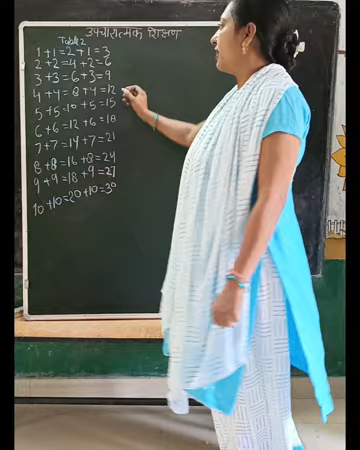 उपचारात्मक शिक्षण
Table 2
1 + 1 = 2 + 1 = 3
2 + 2 = 4 + 2 = 6
3 + 3 = 6 + 3 = 9
4 + 4 = 8 + 4 = 12
5 + 5 = 10 + 5 = 15
6 + 6 = 12 + 6 = 18
7 + 7 = 14 + 7 = 21
8 + 8 = 16 + 8 = 24
9 + 9 = 18 + 9 = 27
10 + 10 = 20 + 10 = 30